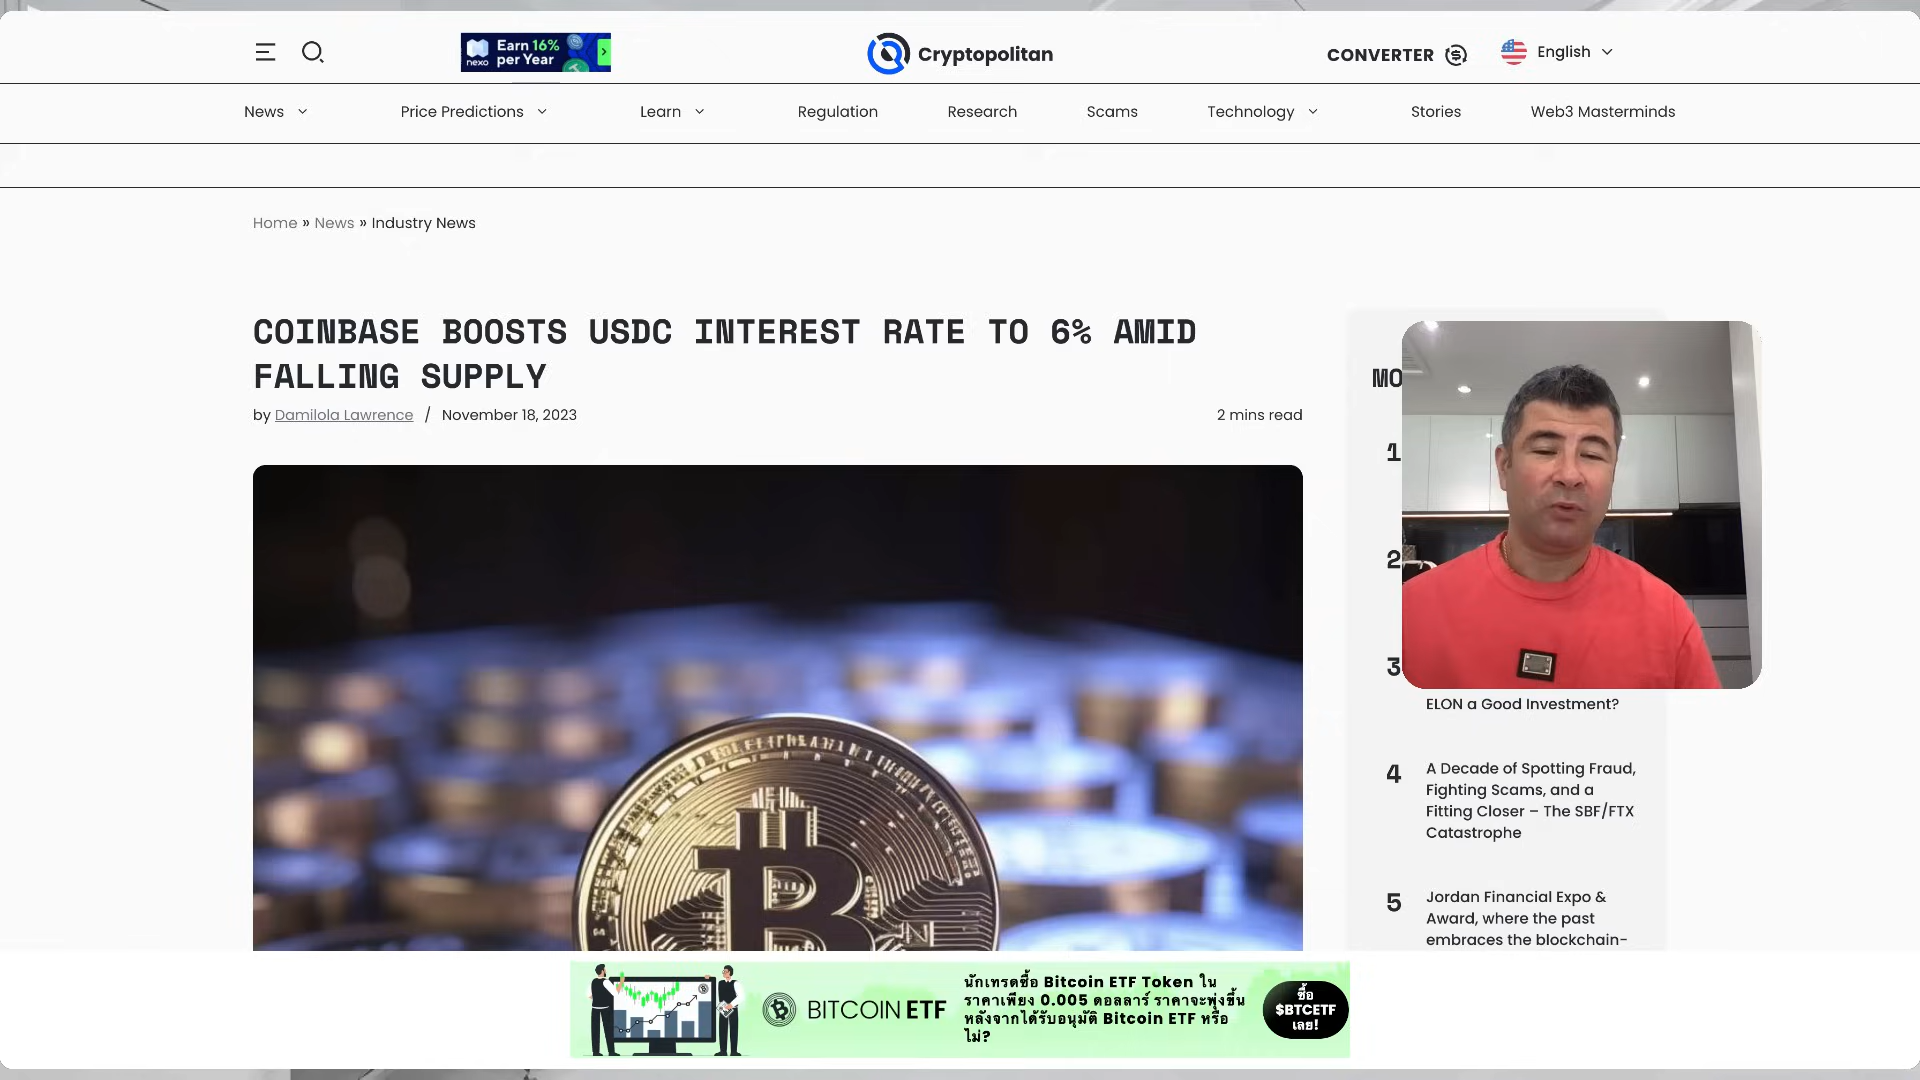 nexo
Earn 16%
per Year
Cryptopolitan
CONVERTER
English
News
Price Predictions
Learn
Regulation
Research
Scams
Technology
Stories
Web3 Masterminds
Home » News » Industry News
COINBASE BOOSTS USDC INTEREST RATE TO 6% AMID
FALLING SUPPLY
by Damilola Lawrence / November 18, 2023
2 mins read
1
2
3
ELON a Good Investment?
4
A Decade of Spotting Fraud,
Fighting Scams, and a
Fitting Closer – The SBF/FTX
Catastrophe
5
Jordan Financial Expo &
Award, where the past
embraces the blockchain-
BITCOIN ETF
นักเทรดซื้อ Bitcoin ETF Token ใน
ราคาเพียง 0.005 ดอลลาร์ ราคาจะพุ่งขึ้น
หลังจากได้รับอนุมัติ Bitcoin ETF หรือ
ไม่?
ซื้อ
$BTCETF
เลย!